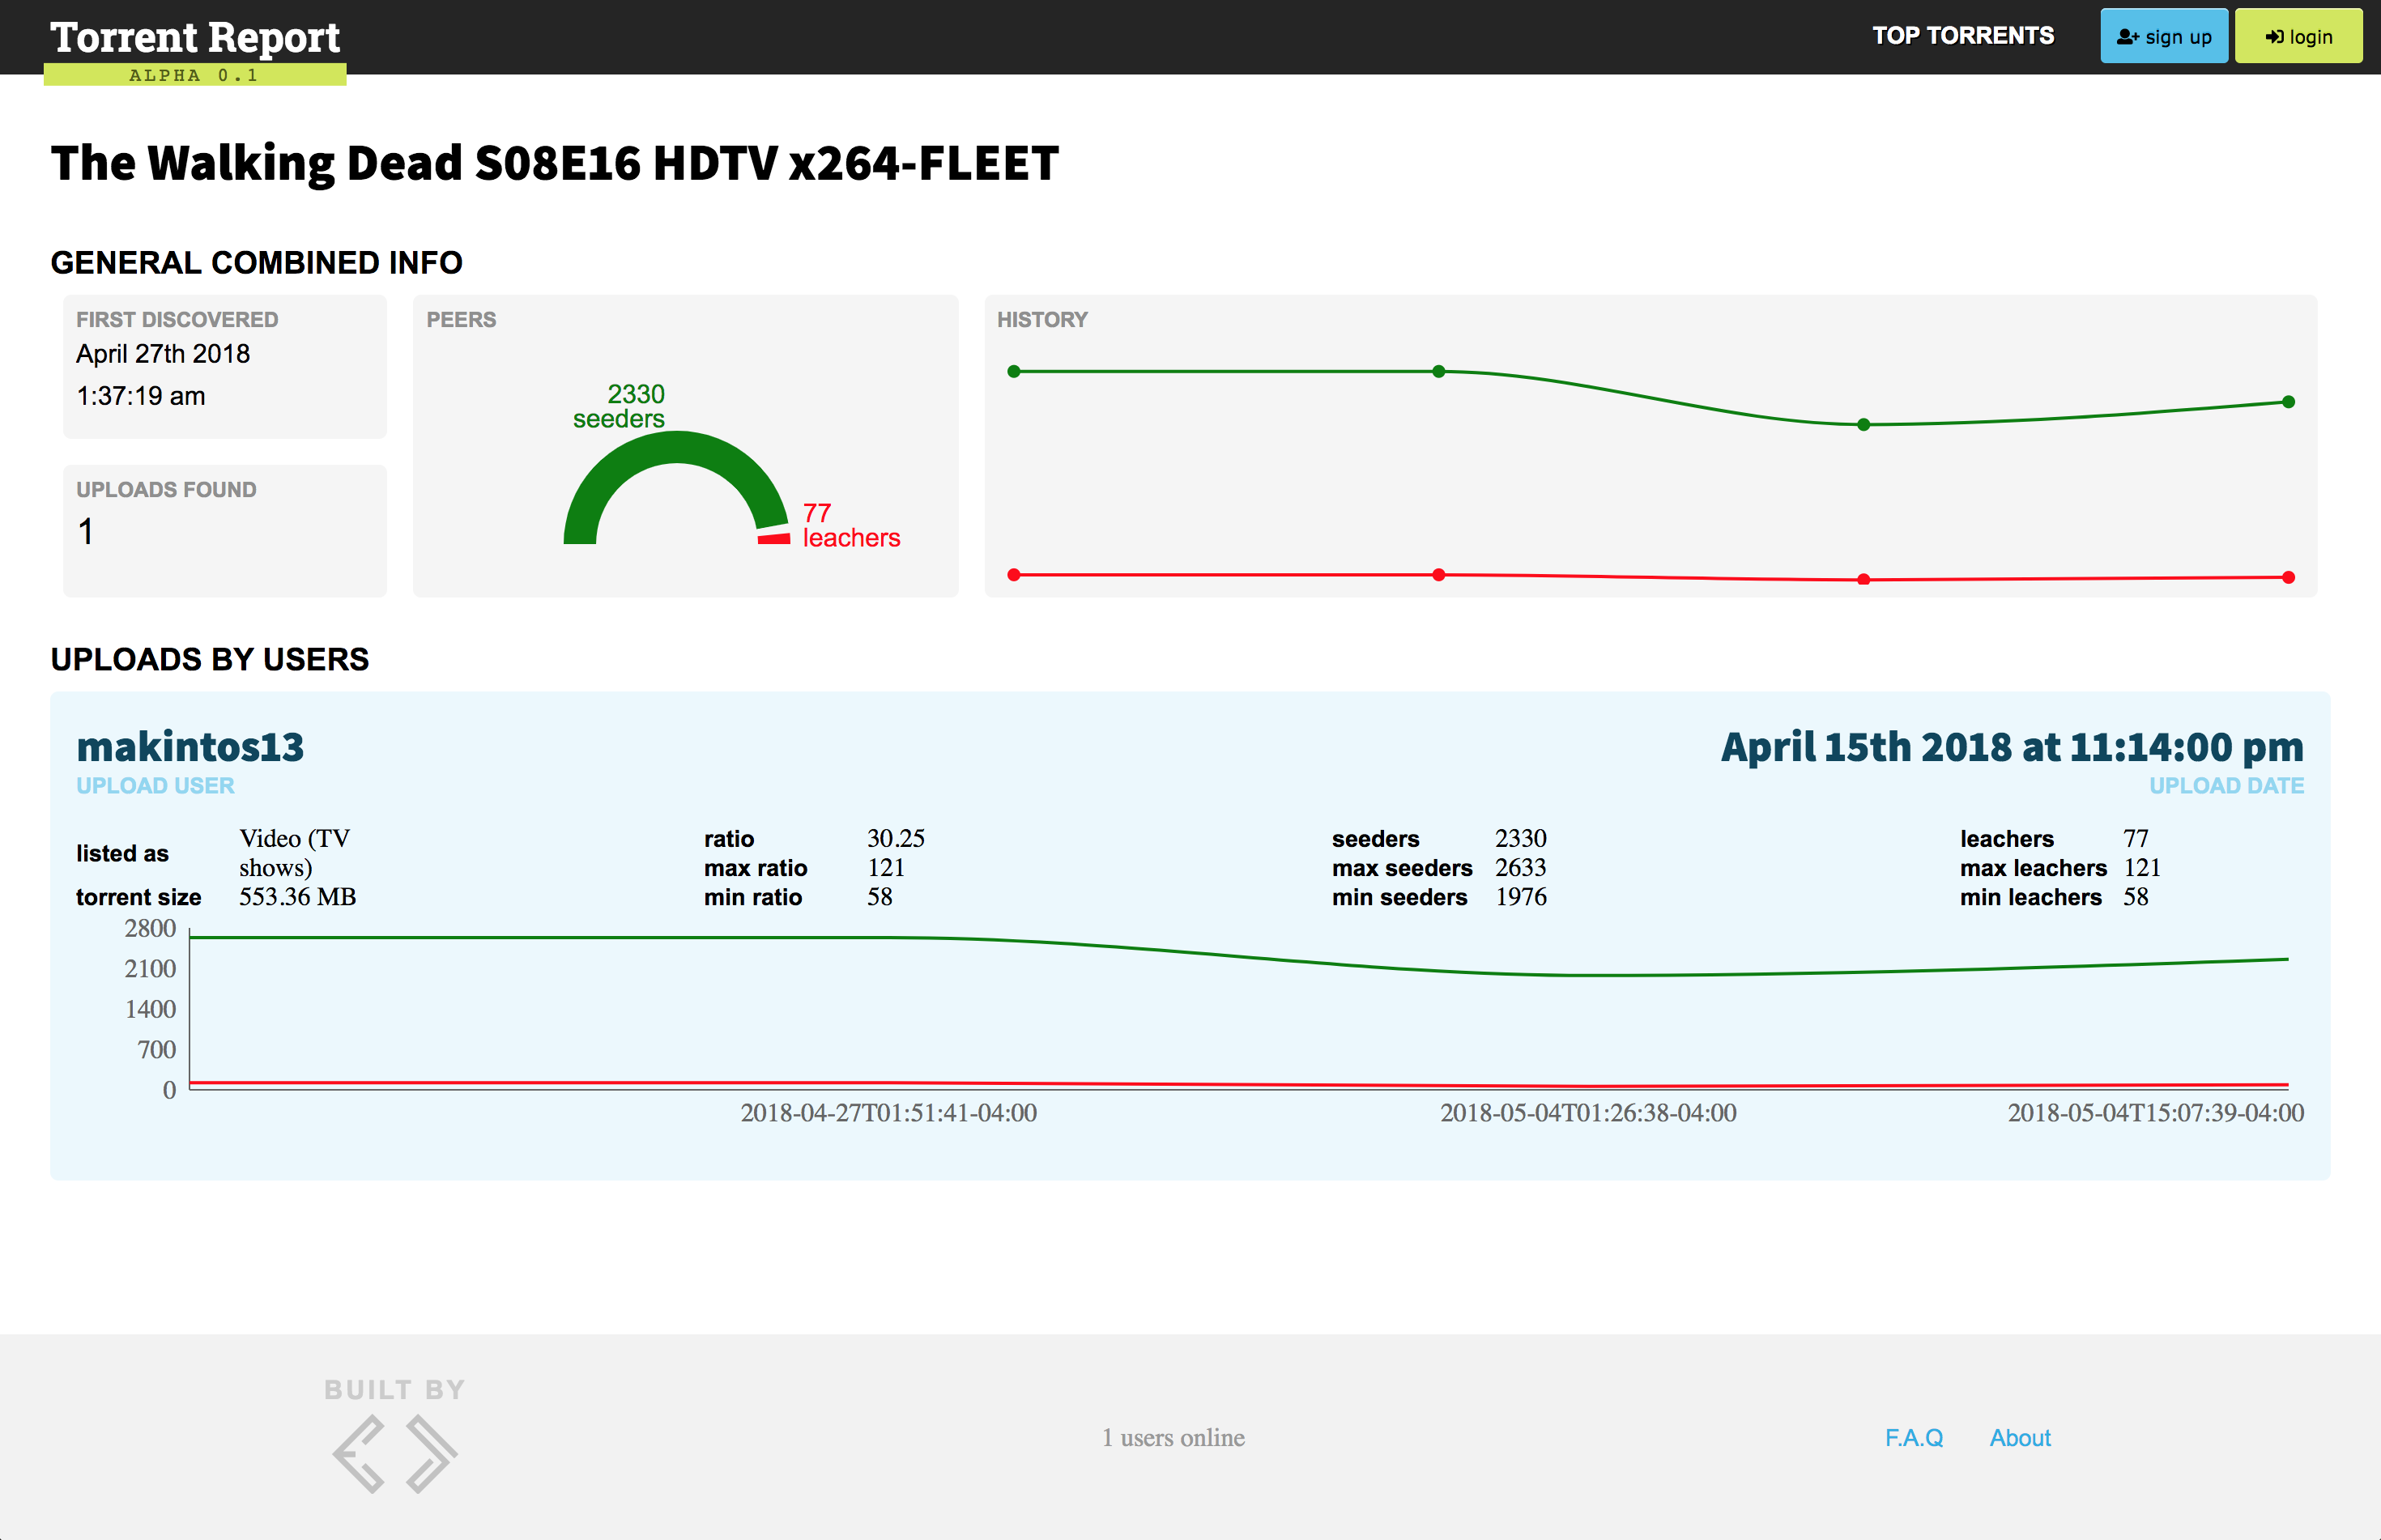 Torrent Report
ALPHA 0.1
TOP TORRENTS
sign up
login
The Walking Dead S08E16 HDTV x264-FLEET
GENERAL COMBINED INFO
FIRST DISCOVERED
April 27th 2018
1:37:19 am
UPLOADS FOUND
1
PEERS
2330
seeders
77
leachers
HISTORY
UPLOADS BY USERS
makintos13
UPLOAD USER
April 15th 2018 at 11:14:00 pm
UPLOAD DATE
listed as Video (TV
shows)
torrent size 553.36 MB
ratio 30.25
max ratio 121
min ratio 58
seeders 2330
max seeders 2633
min seeders 1976
leachers 77
max leachers 121
min leachers 58
2800
2100
1400
700
0
2018-04-27T01:51:41-04:00
2018-05-04T01:26:38-04:00
2018-05-04T15:07:39-04:00
BUILT BY
1 users online
F.A.Q
About